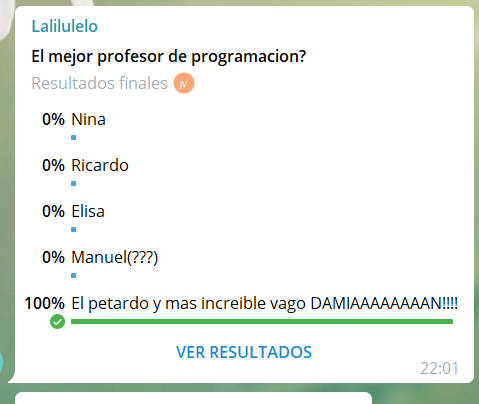 Lalilulelo
El mejor profesor de programacion?
Resultados finales JV
0% Nina
0% Ricardo
0% Elisa
0% Manuel(???)
100% El petardo y mas increible vago DAMIAAAAAAAAN!!!!
VER RESULTADOS
22:01